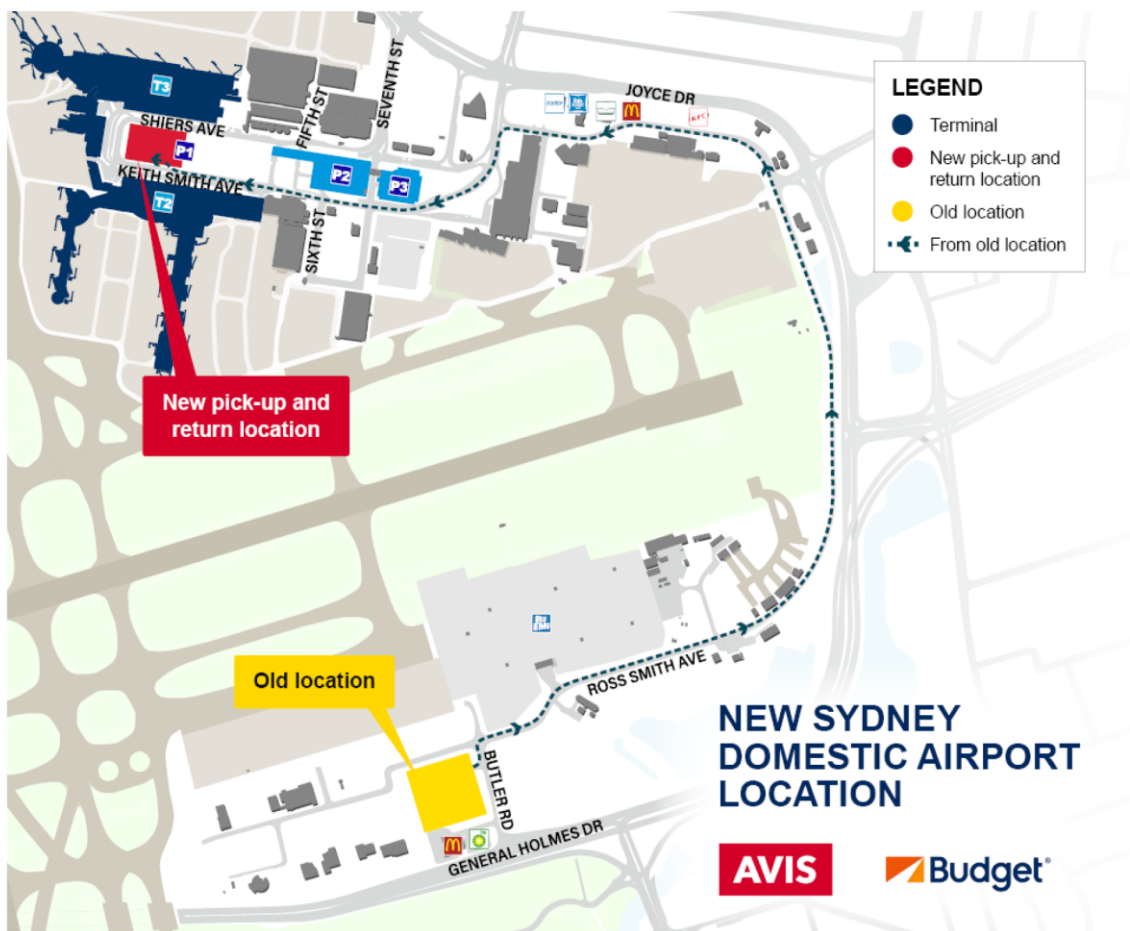 T3
SHIERS AVE
P1
KEITH SMITH AVE
T2
FIFTH ST
SEVENTH ST
SIXTH ST
P2
P3
JOYCE DR
KFC
LEGEND
Terminal
New pick-up and
return location
Old location
From old location
New pick-up and
return location
Old location
ROSS SMITH AVE
BUTLER RD
GENERAL HOLMES DR
NEW SYDNEY
DOMESTIC AIRPORT
LOCATION
AVIS
Budget®